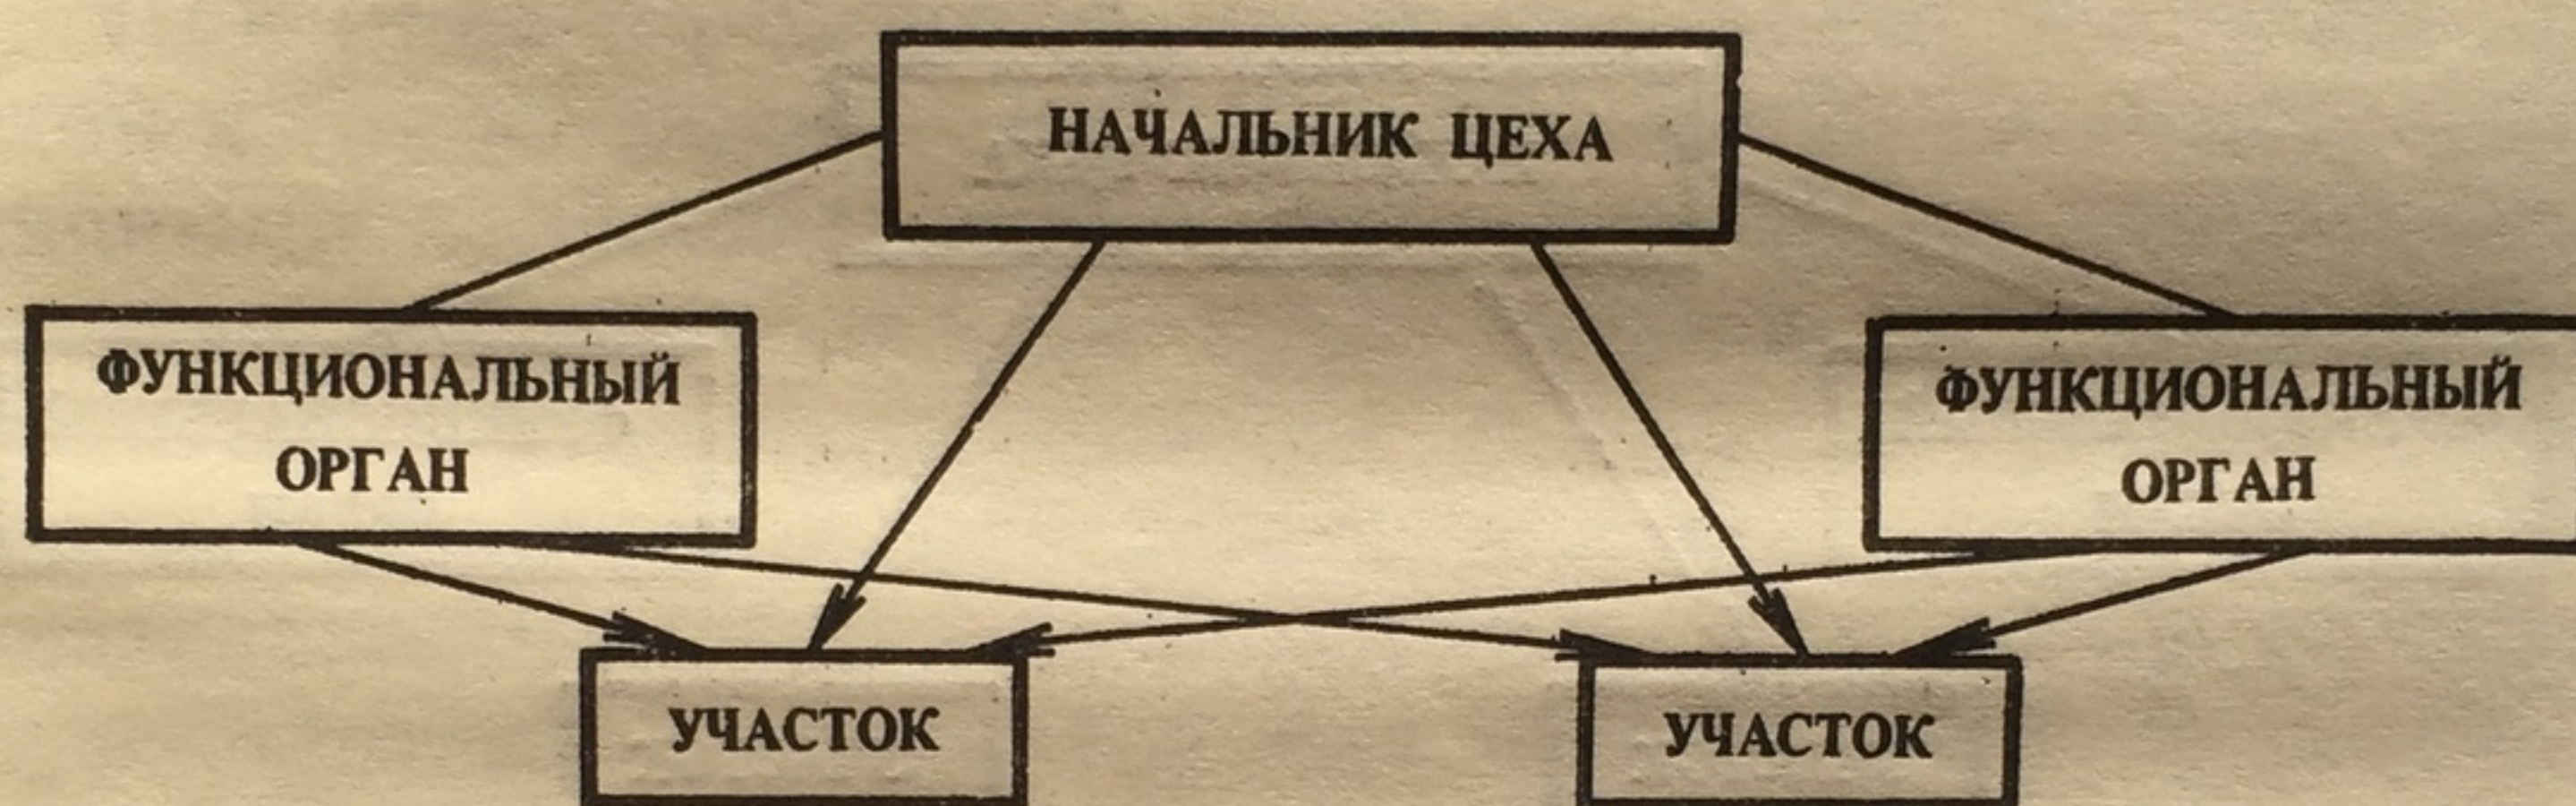 НАЧАЛЬНИК ЦЕХА
ФУНКЦИОНАЛЬНЫЙ
ОРГАН
ФУНКЦИОНАЛЬНЫЙ
ОРГАН
УЧАСТОК
УЧАСТОК